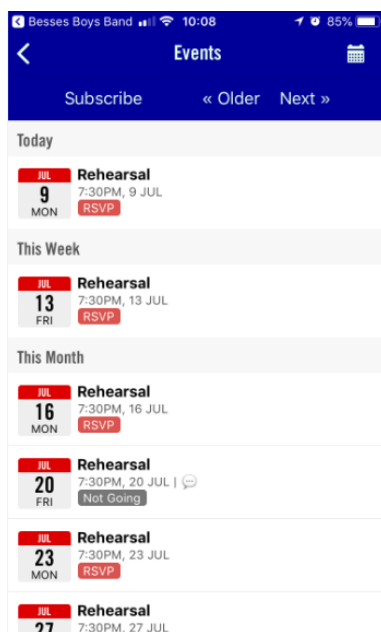 Besses Boys Band 10:08 85%
Events
Subscribe « Older Next »
Today
JUL
9
MON
Rehearsal
7:30PM, 9 JUL
RSVP
This Week
JUL
13
FRI
Rehearsal
7:30PM, 13 JUL
RSVP
This Month
JUL
16
MON
Rehearsal
7:30PM, 16 JUL
RSVP
JUL
20
FRI
Rehearsal
7:30PM, 20 JUL |
Not Going
JUL
23
MON
Rehearsal
7:30PM, 23 JUL
RSVP
JUL
27
Rehearsal
7:30PM, 27 JUL